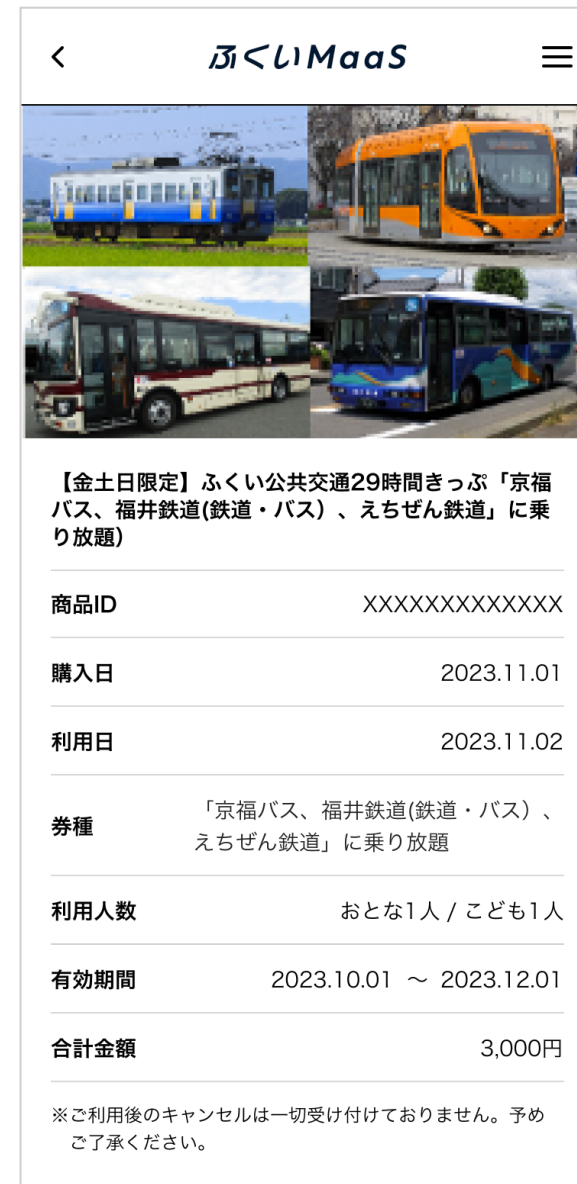 ふくいMaaS
【金土日限定】ふくい公共交通29時間きっぷ「京福
バス、福井鉄道(鉄道・バス）、えちぜん鉄道」に乗
り放題）
商品ID XXXXXXXXXXXXX
購入日 2023.11.01
利用日 2023.11.02
券種 「京福バス、福井鉄道(鉄道・バス）、
えちぜん鉄道」に乗り放題
利用人数 おとな1人 / こども1人
有効期間 2023.10.01 〜 2023.12.01
合計金額 3,000円
※ご利用後のキャンセルは一切受け付けておりません。予め
ご了承ください。